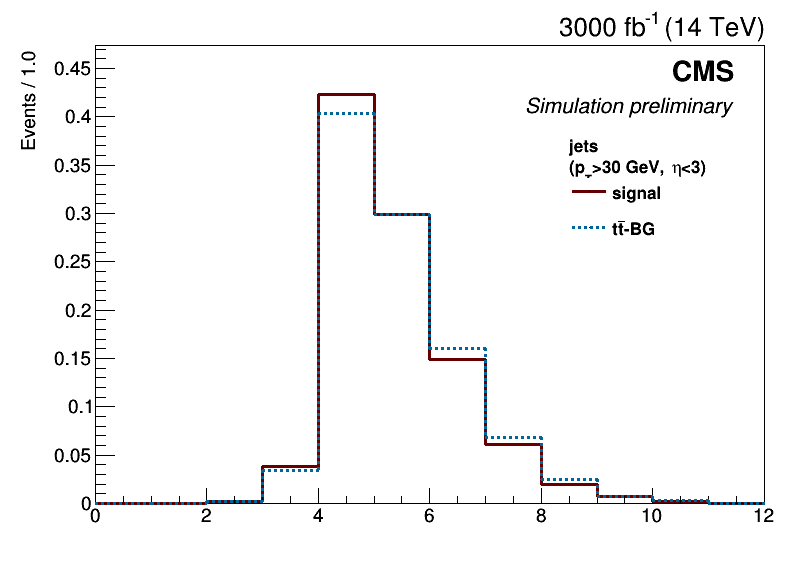 3000 fb⁻¹ (14 TeV)
Events / 1.0
CMS
Simulation preliminary
jets
(p_T>30 GeV, η<3)
signal
tt̄-BG
0.45
0.4
0.35
0.3
0.25
0.2
0.15
0.1
0.05
0
0 2 4 6 8 10 12